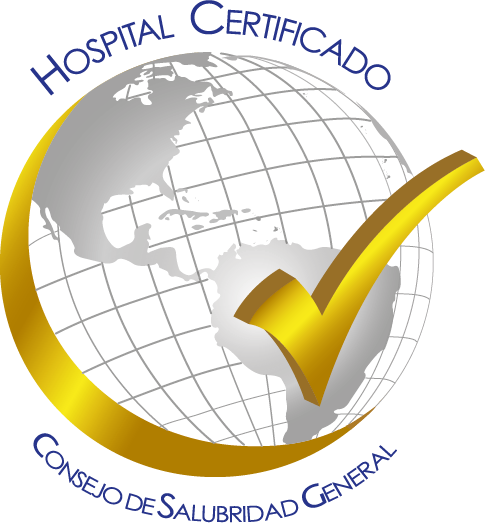 Hospital Certificado
Consejo de Salubridad General